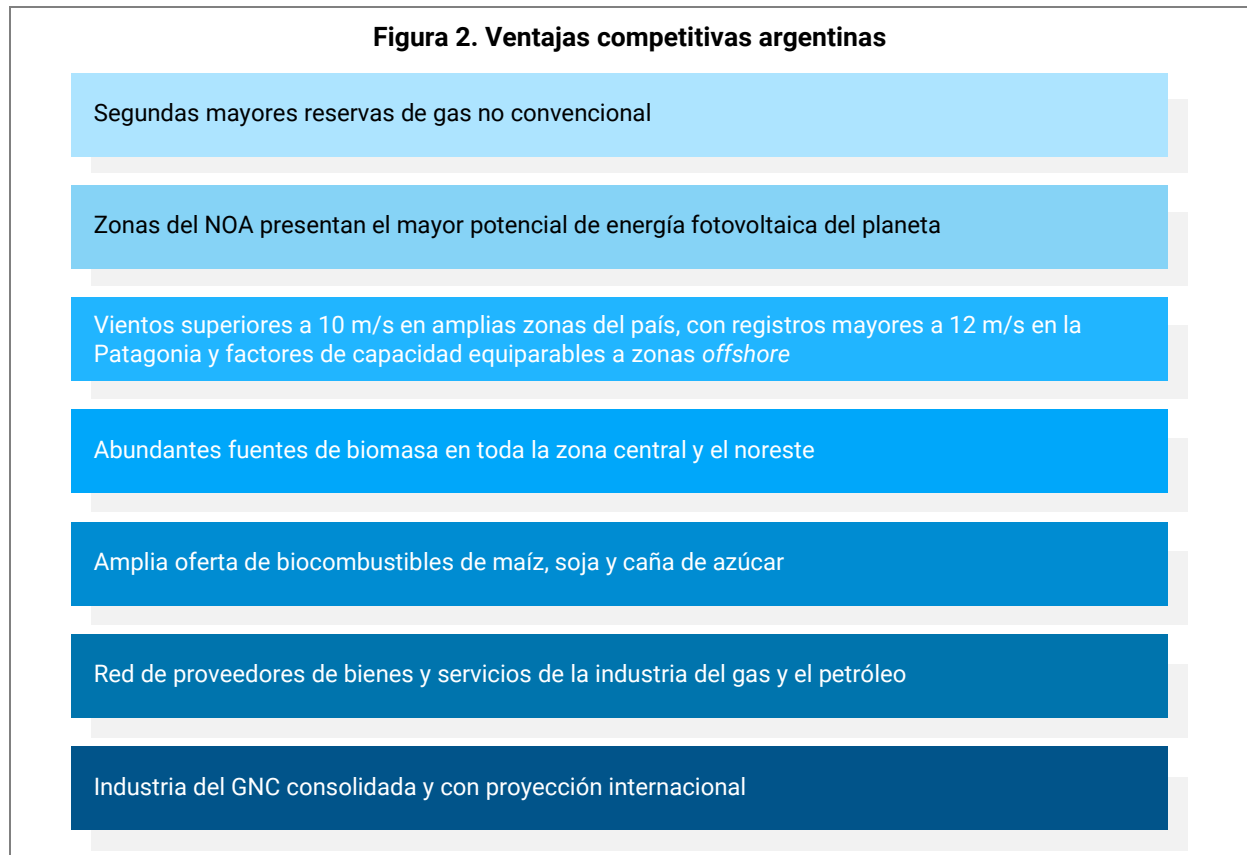 Figura 2. Ventajas competitivas argentinas
Segundas mayores reservas de gas no convencional
Zonas del NOA presentan el mayor potencial de energía fotovoltaica del planeta
Vientos superiores a 10 m/s en amplias zonas del país, con registros mayores a 12 m/s en la
Patagonia y factores de capacidad equiparables a zonas offshore
Abundantes fuentes de biomasa en toda la zona central y el noreste
Amplia oferta de biocombustibles de maíz, soja y caña de azúcar
Red de proveedores de bienes y servicios de la industria del gas y el petróleo
Industria del GNC consolidada y con proyección internacional